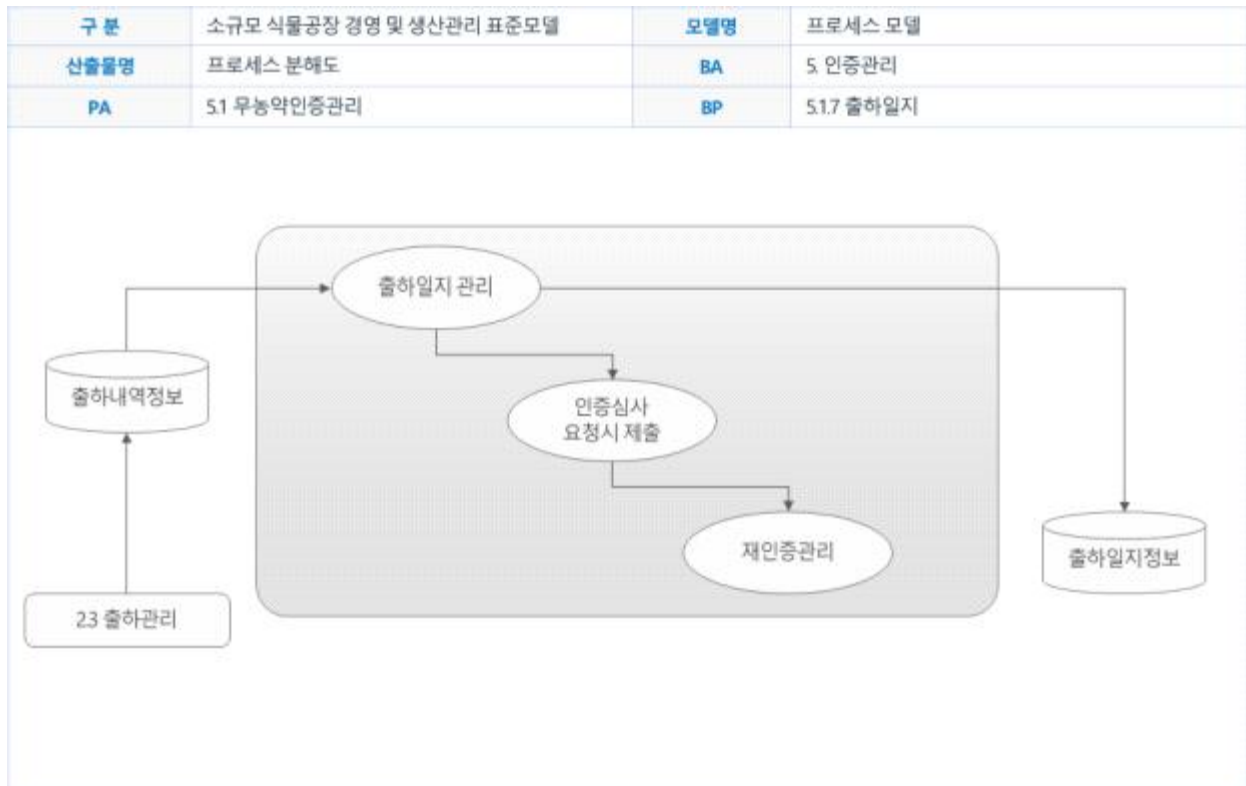 구 분 소규모 식물공장 경영 및 생산관리 표준모델 모델명 프로세스 모델
산출물명 프로세스 분해도 BA 5. 인증관리
PA 5.1 무농약인증관리 BP 5.1.7 출하일지
출하일지 관리
출하내역정보
인증심사
요청시 제출
재인증관리
출하일지정보
2.3 출하관리